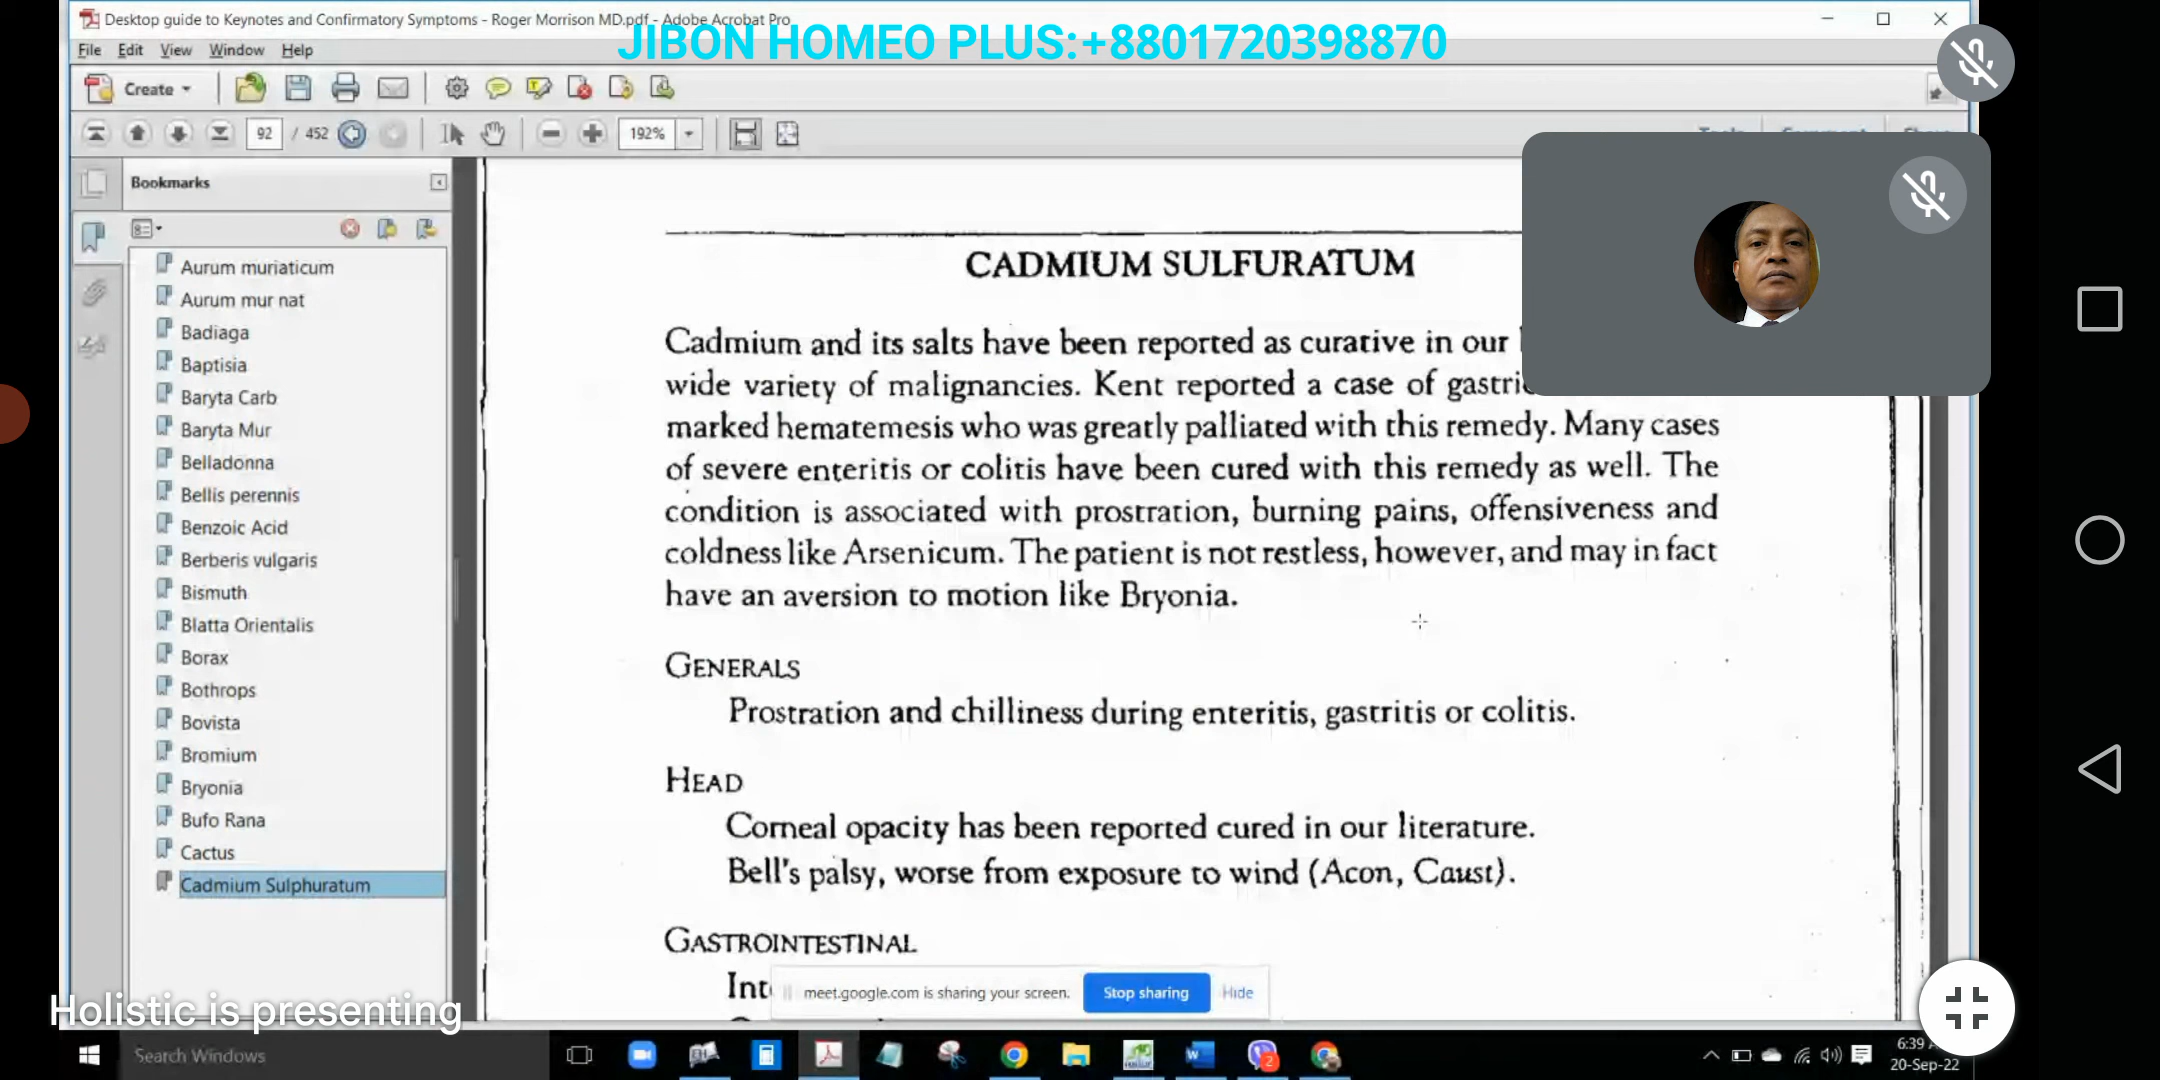 Desktop guide to Keynotes and Confirmatory Symptoms - Roger Morrison MD.pdf - Adobe Acrobat Pro
JIBON HOMEO PLUS:+8801720398870
File Edit View Window Help
Create
92 / 452
192%
Bookmarks
Aurum muriaticum
Aurum mur nat
Badiaga
Baptisia
Baryta Carb
Baryta Mur
Belladonna
Bellis perennis
Benzoic Acid
Berberis vulgaris
Bismuth
Blatta Orientalis
Borax
Bothrops
Bovista
Bromium
Bryonia
Bufo Rana
Cactus
Cadmium Sulphuratum
CADMIUM SULFURATUM
Cadmium and its salts have been reported as curative in our
wide variety of malignancies. Kent reported a case of
marked hematemesis who was greatly palliated with this remedy. Many cases
of severe enteritis or colitis have been cured with this remedy as well. The
condition is associated with prostration, burning pains, offensiveness and
coldness like Arsenicum. The patient is not restless, however, and may in fact
have an aversion to motion like Bryonia.
GENERALS
Prostration and chilliness during enteritis, gastritis or colitis.
HEAD
Corneal opacity has been reported cured in our literature.
Bell's palsy, worse from exposure to wind (Acon, Caust).
GASTROINTESTINAL
meet.google.com is sharing your screen. Stop sharing Hide
Holistic is presenting
Search Windows
6:39
20-Sep-22